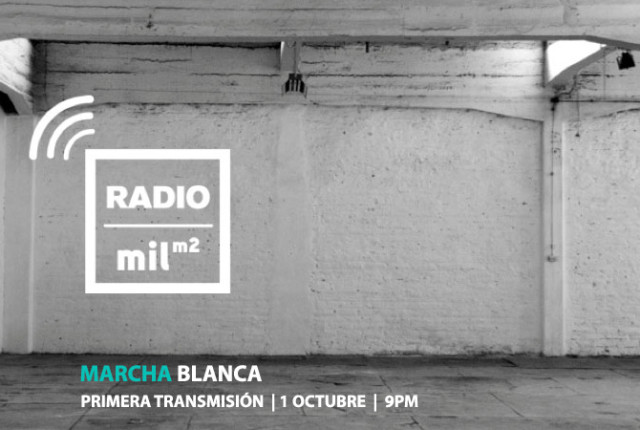 RADIO
mil m2
MARCHA BLANCA
PRIMERA TRANSMISIÓN | 1 OCTUBRE | 9PM